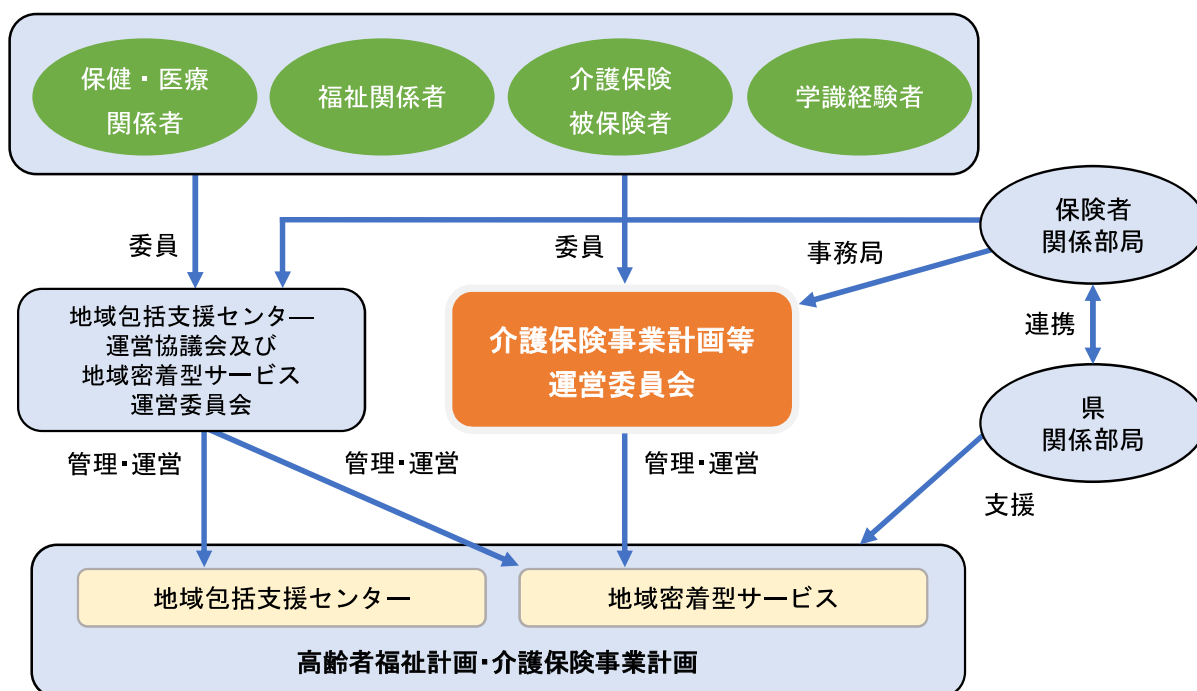 保健・医療
関係者
福祉関係者
介護保険
被保険者
学識経験者
保険者
関係部局
委員
委員
事務局
連携
地域包括支援センタ―
運営協議会及び
地域密着型サービス
運営委員会
介護保険事業計画等
運営委員会
県
関係部局
管理・運営
管理・運営
管理・運営
支援
地域包括支援センター
地域密着型サービス
高齢者福祉計画・介護保険事業計画